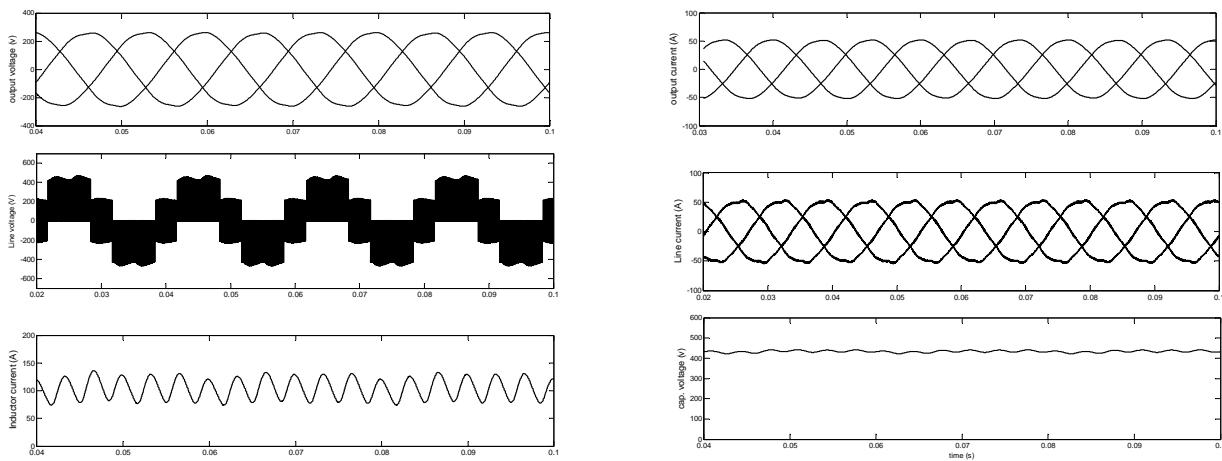 output voltage (v)
400
200
0
-200
-400
0.04 0.05 0.06 0.07 0.08 0.09 0.1
Line voltage (v)
600
400
200
0
-200
-400
-600
0.02 0.03 0.04 0.05 0.06 0.07 0.08 0.09 0.1
Inductor current (A)
200
150
100
50
0
0.04 0.05 0.06 0.07 0.08 0.09 0.1
output current (A)
100
50
0
-50
-100
0.03 0.04 0.05 0.06 0.07 0.08 0.09 0.1
Line current (A)
100
50
0
-50
-100
0.02 0.03 0.04 0.05 0.06 0.07 0.08 0.09 0.1
cap. voltage (v)
600
500
400
300
200
100
0
0.04 0.05 0.06 0.07 0.08 0.09 0.
time (s)